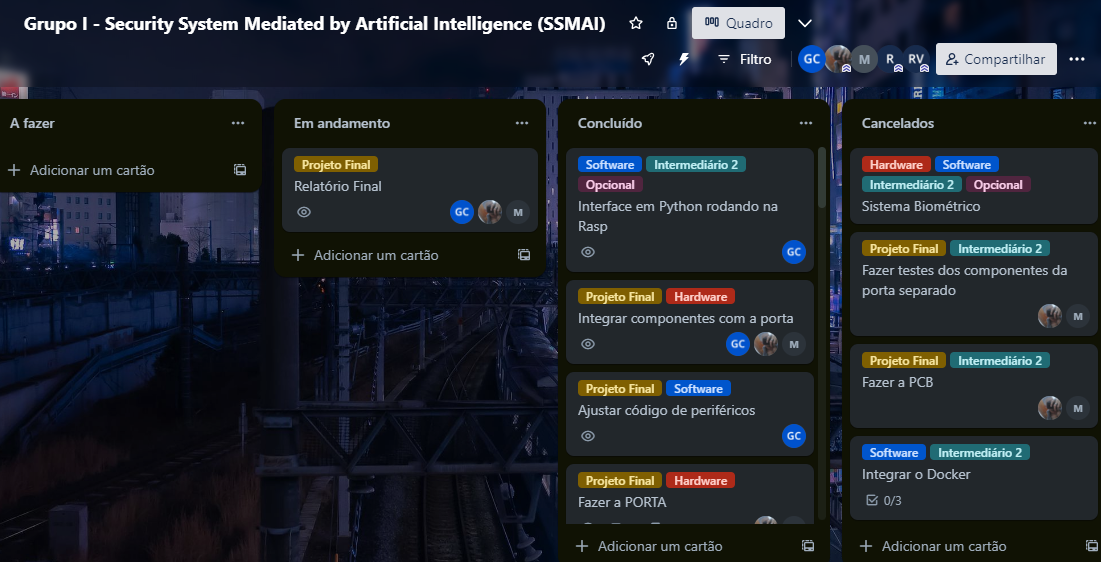 Grupo I - Security System Mediated by Artificial Intelligence (SSMAI)
Quadro
Filtro
GC
M
R
RV
Compartilhar
A fazer
Adicionar um cartão
Em andamento
Projeto Final
Relatório Final
GC
M
Adicionar um cartão
Concluído
Software
Intermediário 2
Opcional
Interface em Python rodando na
Rasp
GC
Projeto Final
Hardware
Integrar componentes com a porta
GC
M
Projeto Final
Software
Ajustar código de periféricos
GC
Projeto Final
Hardware
Fazer a PORTA
Adicionar um cartão
Cancelados
Hardware
Software
Intermediário 2
Opcional
Sistema Biométrico
Projeto Final
Intermediário 2
Fazer testes dos componentes da
porta separado
M
Projeto Final
Intermediário 2
Fazer a PCB
M
Software
Intermediário 2
Integrar o Docker
0/3
Adicionar um cartão